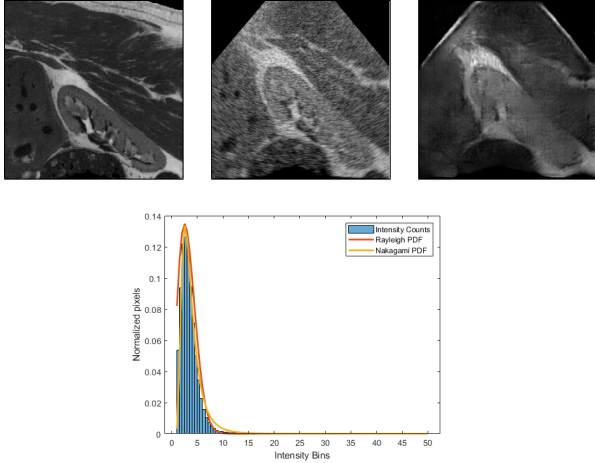 0.14
0.12
0.1
0.08
0.06
0.04
0.02
0
Normalized pixels
Intensity Counts
Rayleigh PDF
Nakagami PDF
0 5 10 15 20 25 30 35 40 45 50
Intensity Bins